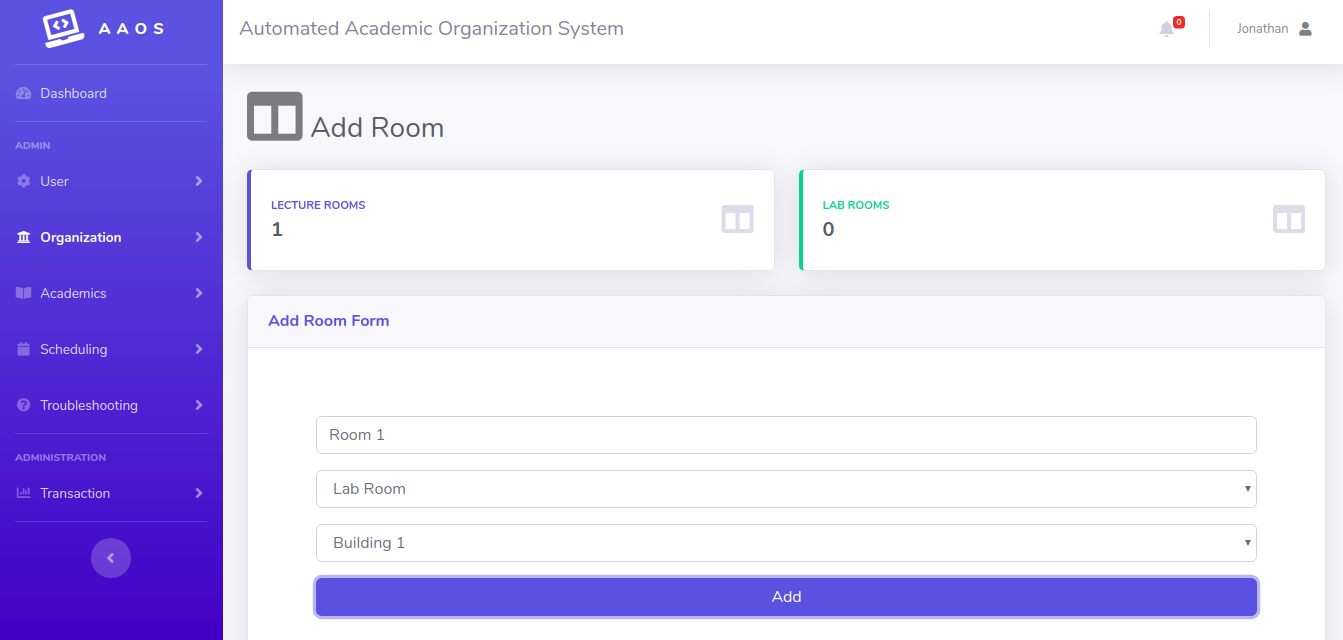 AAOS
Automated Academic Organization System
0
Jonathan
Dashboard
ADMIN
User
Organization
Academics
Scheduling
Troubleshooting
ADMINISTRATION
Transaction
Add Room
LECTURE ROOMS
1
LAB ROOMS
0
Add Room Form
Room 1
Lab Room
Building 1
Add